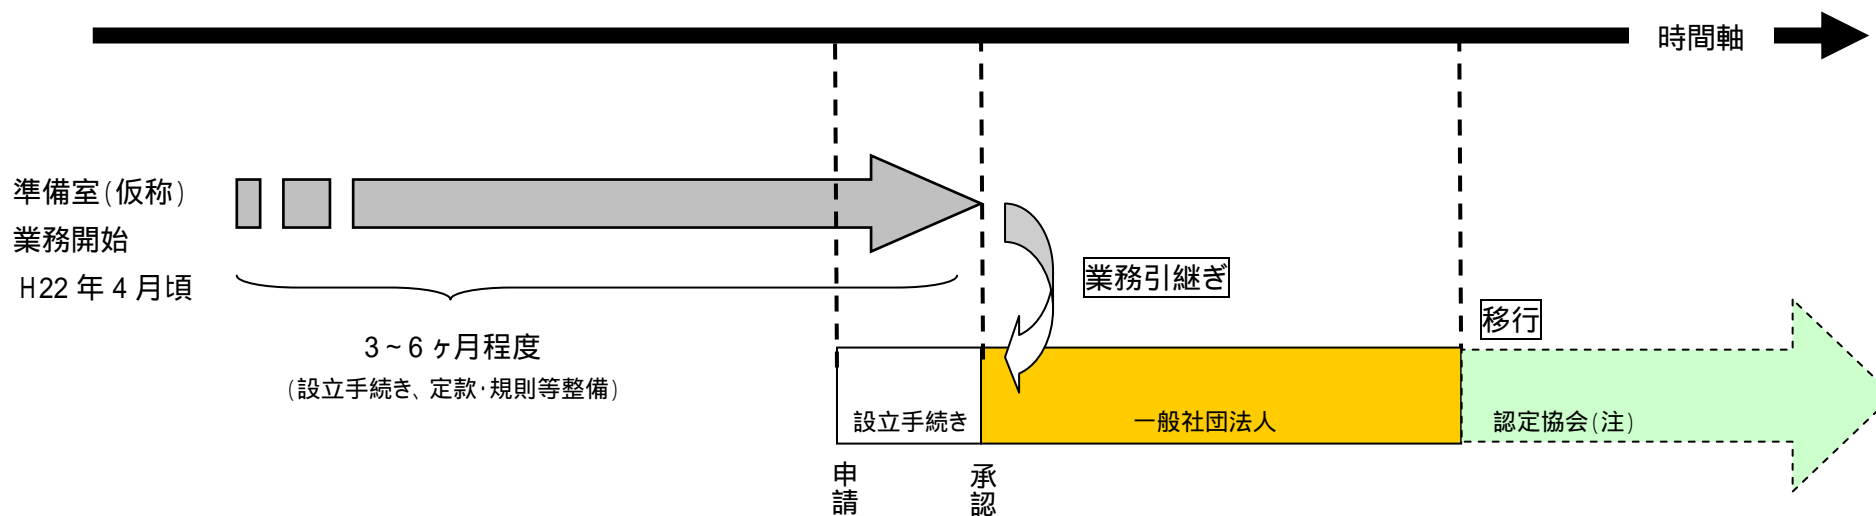 時間軸
準備室(仮称)
業務開始
H22年4月頃
業務引継ぎ
移行
3~6ヶ月程度
(設立手続き、定款･規則等整備)
設立手続き
一般社団法人
認定協会(注)
申請
承認